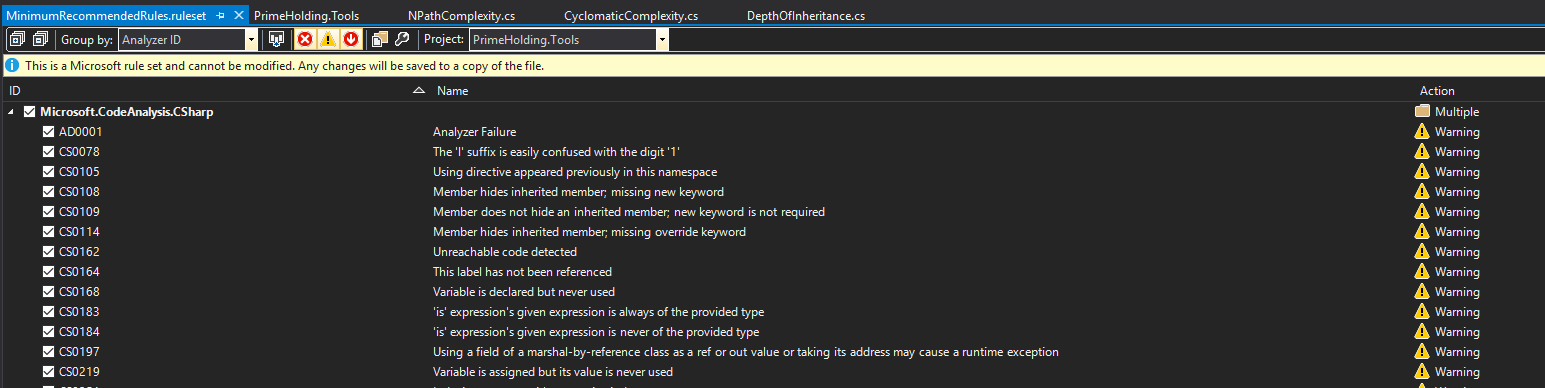 MinimumRecommendedRules.ruleset PrimeHolding.Tools NPathComplexity.cs CyclomaticComplexity.cs DepthOfInheritance.cs
Group by: Analyzer ID Project: PrimeHolding.Tools
This is a Microsoft rule set and cannot be modified. Any changes will be saved to a copy of the file.
ID Name Action
Microsoft.CodeAnalysis.CSharp Multiple
AD0001 Analyzer Failure Warning
CS0078 The 'l' suffix is easily confused with the digit '1' Warning
CS0105 Using directive appeared previously in this namespace Warning
CS0108 Member hides inherited member; missing new keyword Warning
CS0109 Member does not hide an inherited member; new keyword is not required Warning
CS0114 Member hides inherited member; missing override keyword Warning
CS0162 Unreachable code detected Warning
CS0164 This label has not been referenced Warning
CS0168 Variable is declared but never used Warning
CS0183 'is' expression's given expression is always of the provided type Warning
CS0184 'is' expression's given expression is never of the provided type Warning
CS0197 Using a field of a marshal-by-reference class as a ref or out value or taking its address may cause a runtime exception Warning
CS0219 Variable is assigned but its value is never used Warning